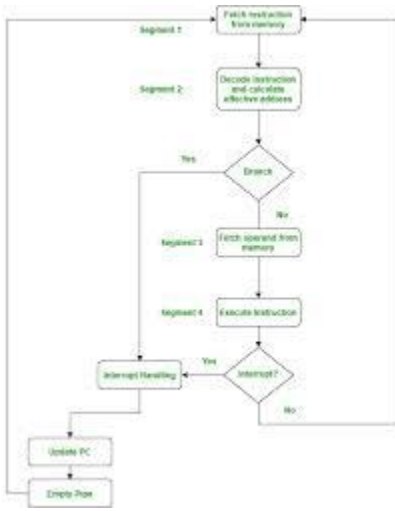 Fetch Instruction
from memory
Segment 1
Decode Instruction
and calculate
effective address
Segment 2
Yes
Branch
No
Segment 3
Fetch operand from
memory
Segment 4
Execute Instruction
Yes
Interrupt?
Interrupt Handling
No
Update PC
Empty Pipe